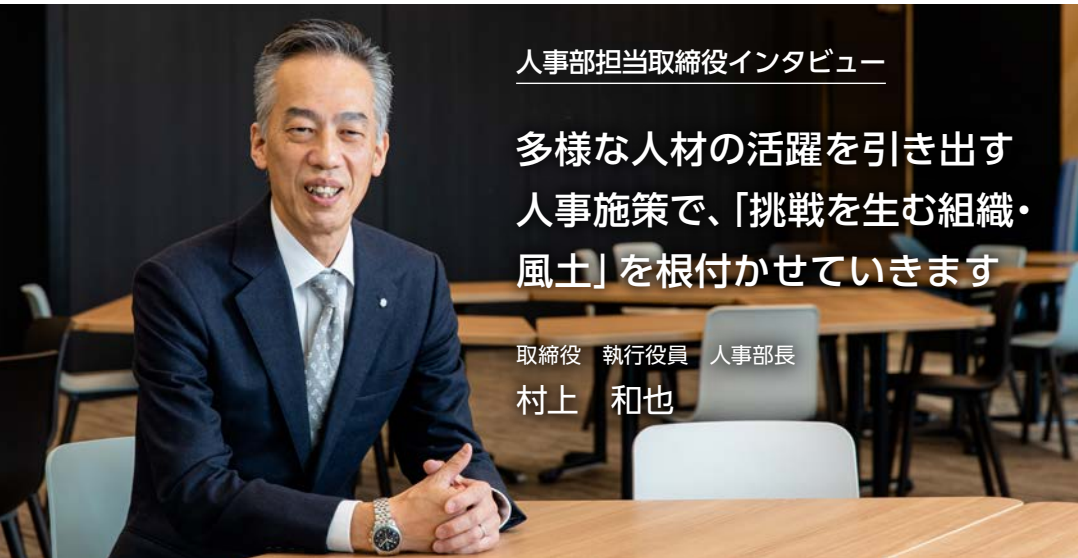 人事部担当取締役インタビュー
多様な人材の活躍を引き出す
人事施策で、「挑戦を生む組織・
風土」を根付かせていきます
取締役　執行役員　人事部長
村上　和也